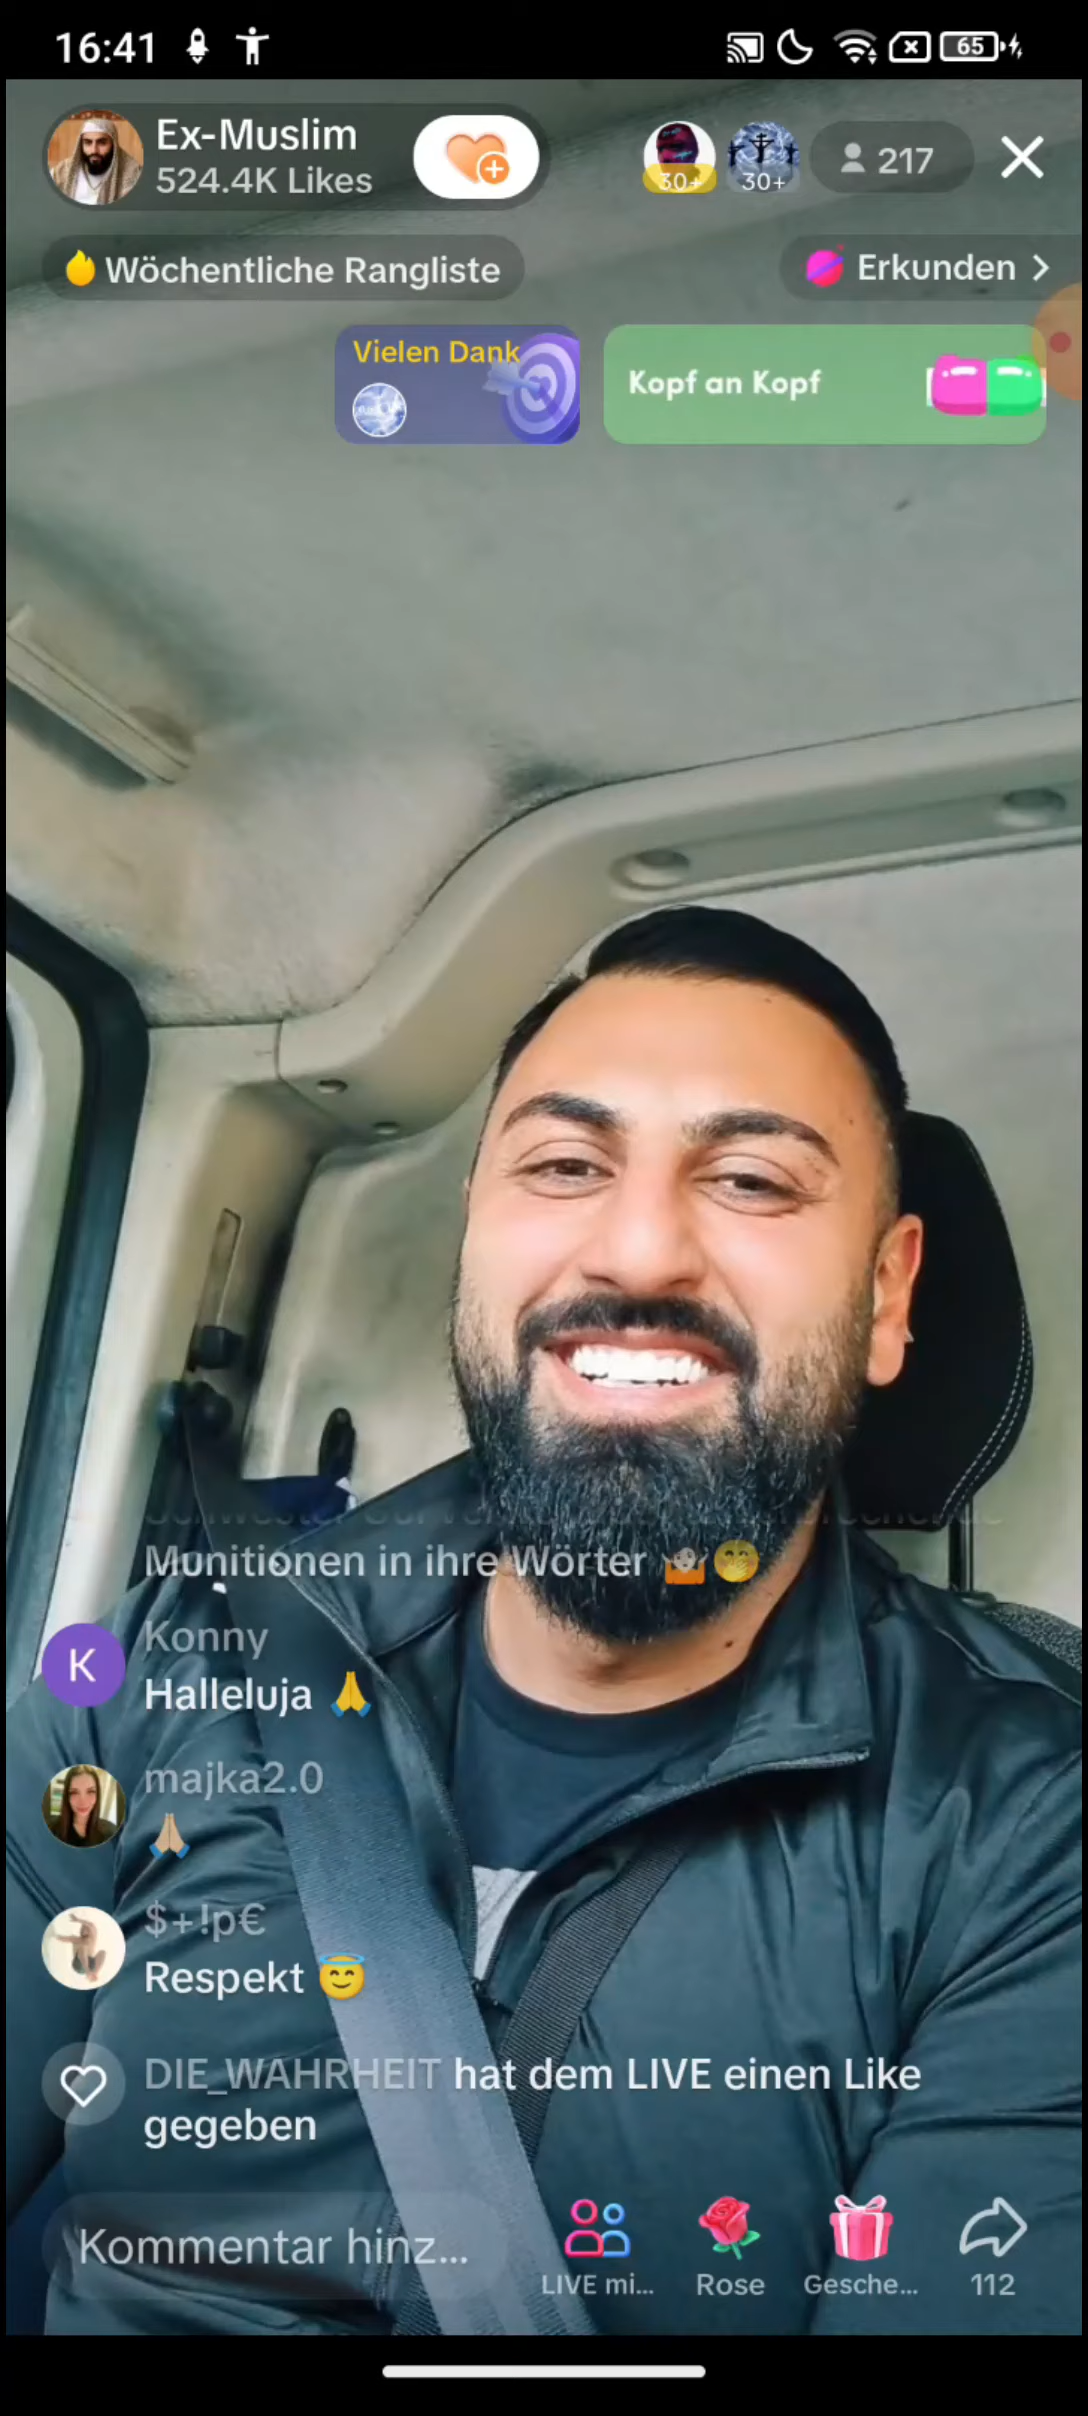 16:41
65
Ex-Muslim
524.4K Likes
30+
30+
217
Wöchentliche Rangliste
Erkunden
Vielen Dank
Kopf an Kopf
Munitionen in ihre Wörter 🤷🏼🤭
Konny
K
Halleluja 🙏
majka2.0
🙏🏼
$+!p€
Respekt 😇
DIE_WAHRHEIT hat dem LIVE einen Like
gegeben
Kommentar hinz...
LIVE mi...
Rose
Gesche...
112